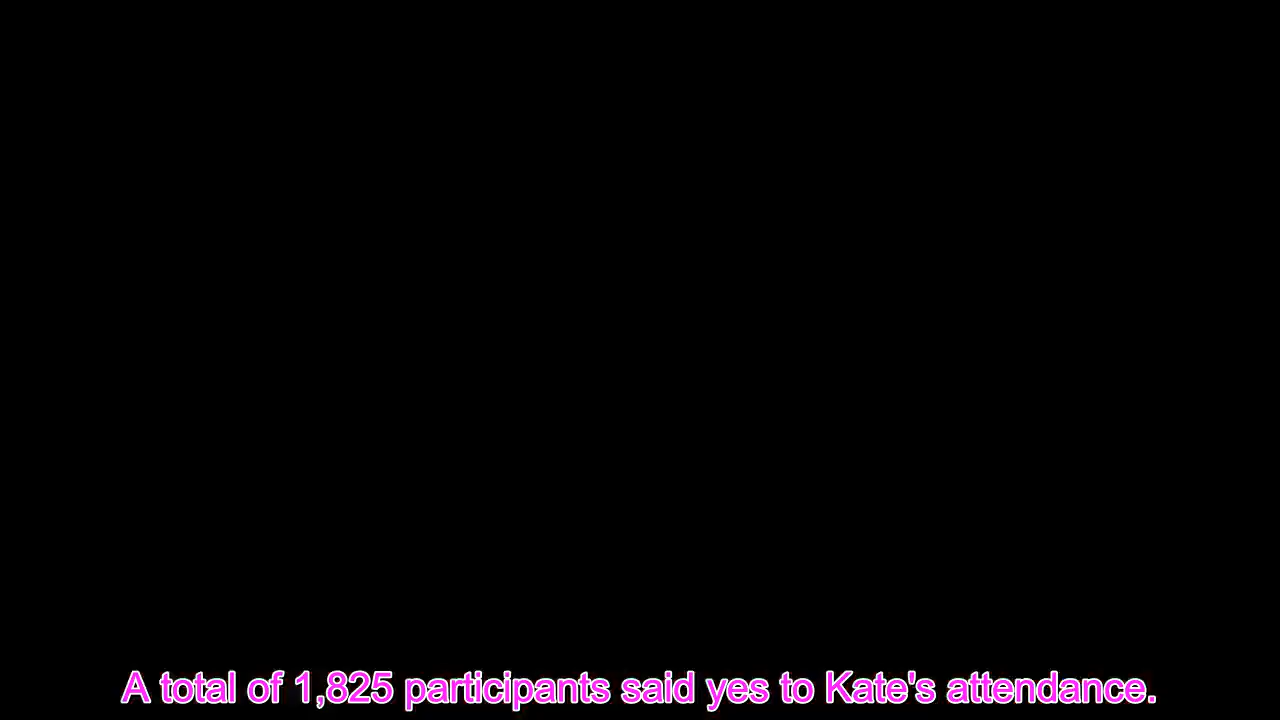 A total of 1,825 participants said yes to Kate's attendance.